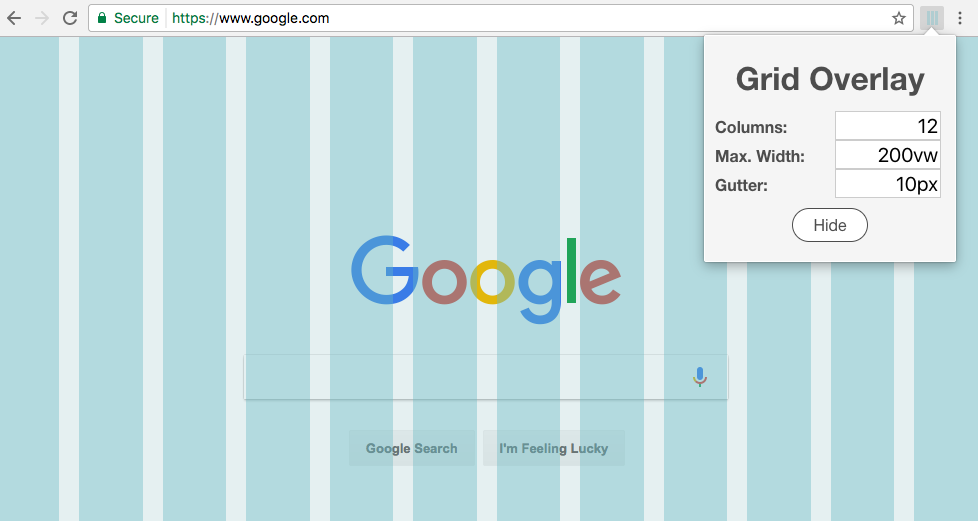 Secure https://www.google.com
Grid Overlay
Columns: 12
Max. Width: 200vw
Gutter: 10px
Hide
Google
Google Search I'm Feeling Lucky